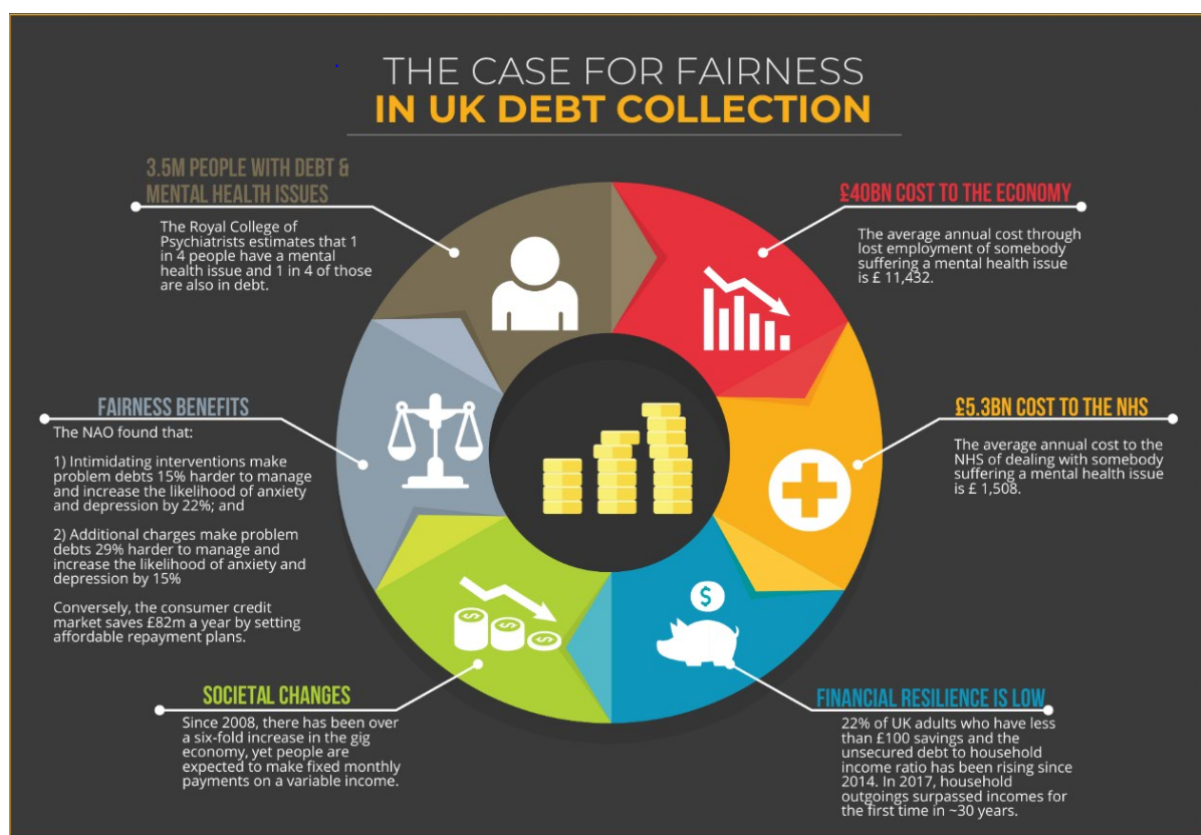 THE CASE FOR FAIRNESS
IN UK DEBT COLLECTION
3.5M PEOPLE WITH DEBT &
MENTAL HEALTH ISSUES
The Royal College of
Psychiatrists estimates that 1
in 4 people have a mental
health issue and 1 in 4 of those
are also in debt.
£40BN COST TO THE ECONOMY
The average annual cost through
lost employment of somebody
suffering a mental health issue
is £ 11,432.
£5.3BN COST TO THE NHS
The average annual cost to the
NHS of dealing with somebody
suffering a mental health issue
is £ 1,508.
FINANCIAL RESILIENCE IS LOW
22% of UK adults who have less
than £100 savings and the
unsecured debt to household
income ratio has been rising since
2014. In 2017, household
outgoings surpassed incomes for
the first time in ~30 years.
SOCIETAL CHANGES
Since 2008, there has been over
a six-fold increase in the gig
economy, yet people are
expected to make fixed monthly
payments on a variable income.
FAIRNESS BENEFITS
The NAO found that:
1) Intimidating interventions make
problem debts 15% harder to manage
and increase the likelihood of anxiety
and depression by 22%; and
2) Additional charges make problem
debts 29% harder to manage and
increase the likelihood of anxiety and
depression by 15%
Conversely, the consumer credit
market saves £82m a year by setting
affordable repayment plans.
$
$
$
$